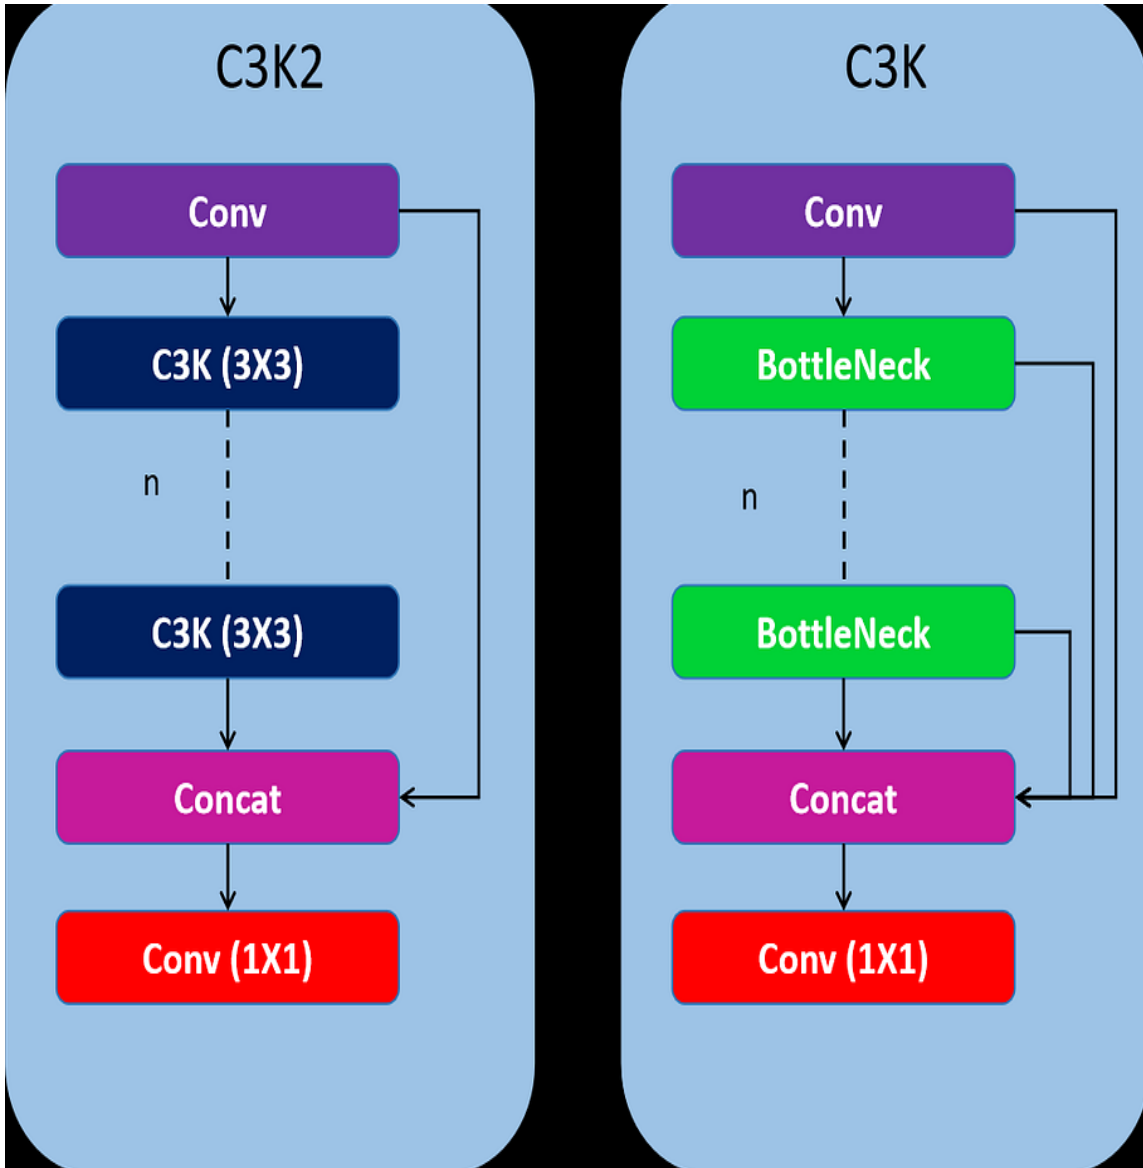 C3K2
Conv
C3K (3X3)
n
C3K (3X3)
Concat
Conv (1X1)
C3K
Conv
BottleNeck
n
BottleNeck
Concat
Conv (1X1)